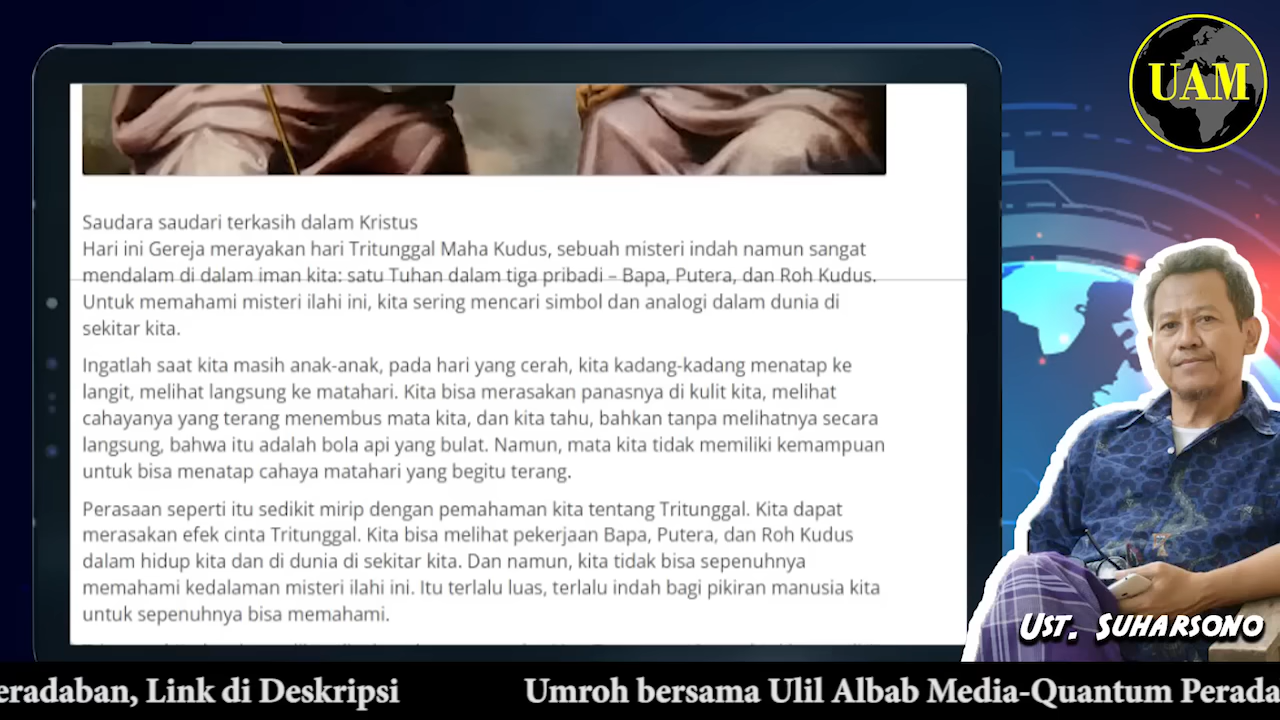 UAM
Saudara saudari terkasih dalam Kristus
Hari ini Gereja merayakan hari Tritunggal Maha Kudus, sebuah misteri indah namun sangat
mendalam di dalam iman kita: satu Tuhan dalam tiga pribadi – Bapa, Putera, dan Roh Kudus.
Untuk memahami misteri ilahi ini, kita sering mencari simbol dan analogi dalam dunia di
sekitar kita.
Ingatlah saat kita masih anak-anak, pada hari yang cerah, kita kadang-kadang menatap ke
langit, melihat langsung ke matahari. Kita bisa merasakan panasnya di kulit kita, melihat
cahayanya yang terang menembus mata kita, dan kita tahu, bahkan tanpa melihatnya secara
langsung, bahwa itu adalah bola api yang bulat. Namun, mata kita tidak memiliki kemampuan
untuk bisa menatap cahaya matahari yang begitu terang.
Perasaan seperti itu sedikit mirip dengan pemahaman kita tentang Tritunggal. Kita dapat
merasakan efek cinta Tritunggal. Kita bisa melihat pekerjaan Bapa, Putera, dan Roh Kudus
dalam hidup kita dan di dunia di sekitar kita. Dan namun, kita tidak bisa sepenuhnya
memahami kedalaman misteri ilahi ini. Itu terlalu luas, terlalu indah bagi pikiran manusia kita
untuk sepenuhnya bisa memahami.
UST. SUHARSONO
eradaban, Link di Deskripsi Umroh bersama Ulil Albab Media-Quantum Perada